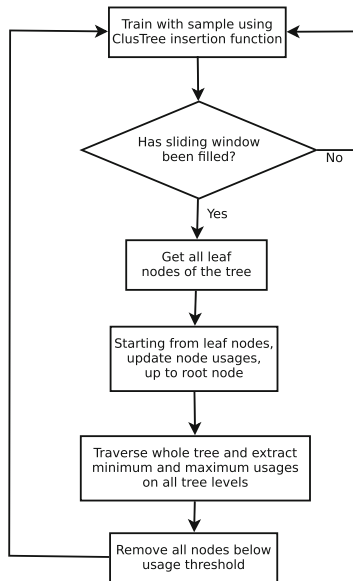 Train with sample using
ClusTree insertion function
Has sliding window
been filled?
No
Yes
Get all leaf
nodes of the tree
Starting from leaf nodes,
update node usages,
up to root node
Traverse whole tree and extract
minimum and maximum usages
on all tree levels
Remove all nodes below
usage threshold